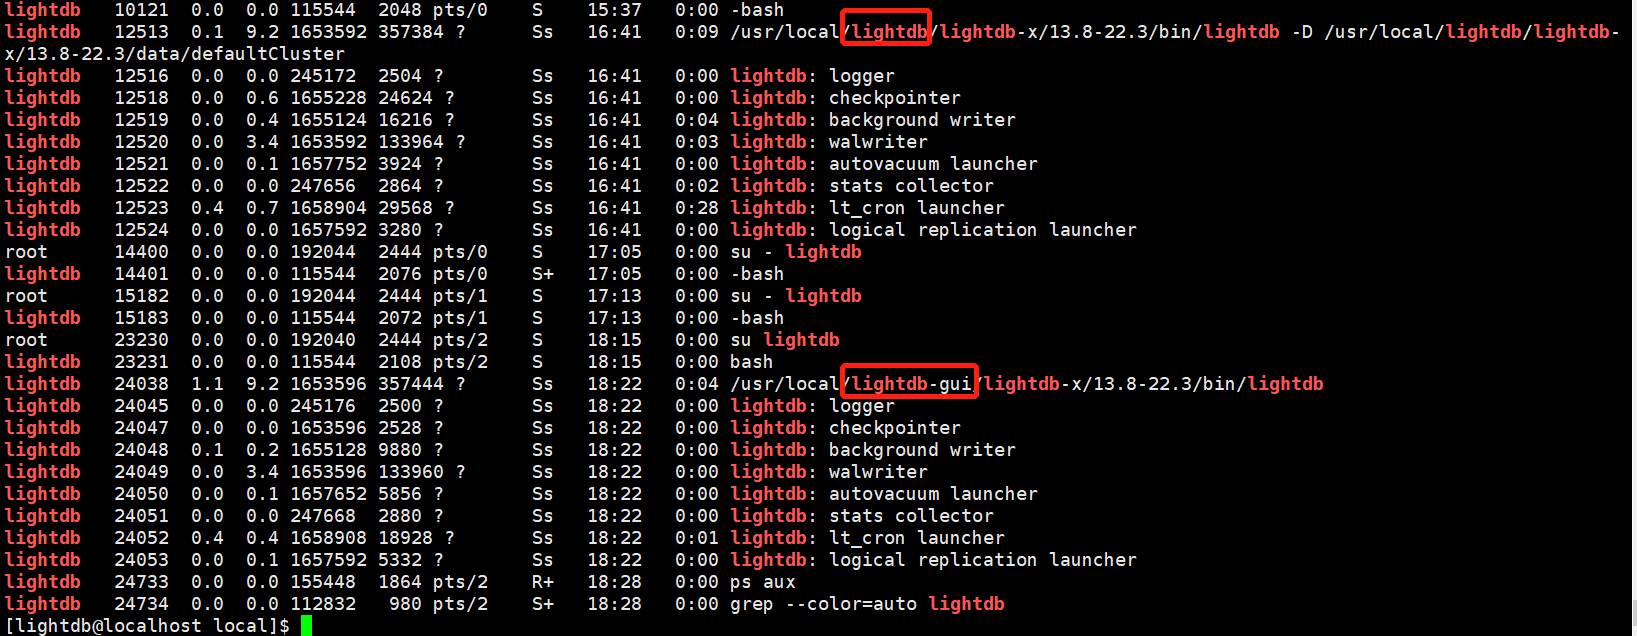 lightdb   10121  0.0  0.0 115544  2048 pts/0    S    15:37   0:00 -bash
lightdb   12513  0.1  9.2 1653592 357384 ?      Ss   16:41   0:09 /usr/local/lightdb/lightdb-x/13.8-22.3/bin/lightdb -D /usr/local/lightdb/lightdb-
x/13.8-22.3/data/defaultCluster
lightdb   12516  0.0  0.0 245172  2504 ?        Ss   16:41   0:00 lightdb: logger
lightdb   12518  0.0  0.6 1655228 24624 ?       Ss   16:41   0:00 lightdb: checkpointer
lightdb   12519  0.0  0.4 1655124 16216 ?       Ss   16:41   0:04 lightdb: background writer
lightdb   12520  0.0  3.4 1653592 133964 ?      Ss   16:41   0:03 lightdb: walwriter
lightdb   12521  0.0  0.1 1657752 3924 ?        Ss   16:41   0:00 lightdb: autovacuum launcher
lightdb   12522  0.0  0.0 247656  2864 ?        Ss   16:41   0:02 lightdb: stats collector
lightdb   12523  0.4  0.7 1658904 29568 ?       Ss   16:41   0:28 lightdb: lt_cron launcher
lightdb   12524  0.0  0.0 1657592 3280 ?        Ss   16:41   0:00 lightdb: logical replication launcher
root      14400  0.0  0.0 192044  2444 pts/0    S    17:05   0:00 su - lightdb
lightdb   14401  0.0  0.0 115544  2076 pts/0    S+   17:05   0:00 -bash
root      15182  0.0  0.0 192044  2444 pts/1    S    17:13   0:00 su - lightdb
lightdb   15183  0.0  0.0 115544  2072 pts/1    S    17:13   0:00 -bash
root      23230  0.0  0.0 192040  2444 pts/2    S    18:15   0:00 su lightdb
lightdb   23231  0.0  0.0 115544  2108 pts/2    S    18:15   0:00 bash
lightdb   24038  1.1  9.2 1653596 357444 ?      Ss   18:22   0:04 /usr/local/lightdb-gui/lightdb-x/13.8-22.3/bin/lightdb
lightdb   24045  0.0  0.0 245176  2500 ?        Ss   18:22   0:00 lightdb: logger
lightdb   24047  0.0  0.0 1653596 2528 ?        Ss   18:22   0:00 lightdb: checkpointer
lightdb   24048  0.1  0.2 1655128 9880 ?        Ss   18:22   0:00 lightdb: background writer
lightdb   24049  0.0  3.4 1653596 133960 ?      Ss   18:22   0:00 lightdb: walwriter
lightdb   24050  0.0  0.1 1657652 5856 ?        Ss   18:22   0:00 lightdb: autovacuum launcher
lightdb   24051  0.0  0.0 247668  2880 ?        Ss   18:22   0:00 lightdb: stats collector
lightdb   24052  0.4  0.4 1658908 18928 ?       Ss   18:22   0:01 lightdb: lt_cron launcher
lightdb   24053  0.0  0.1 1657592 5332 ?        Ss   18:22   0:00 lightdb: logical replication launcher
lightdb   24733  0.0  0.0 155448  1864 pts/2    R+   18:28   0:00 ps aux
lightdb   24734  0.0  0.0 112832   980 pts/2    S+   18:28   0:00 grep --color=auto lightdb
[lightdb@localhost local]$